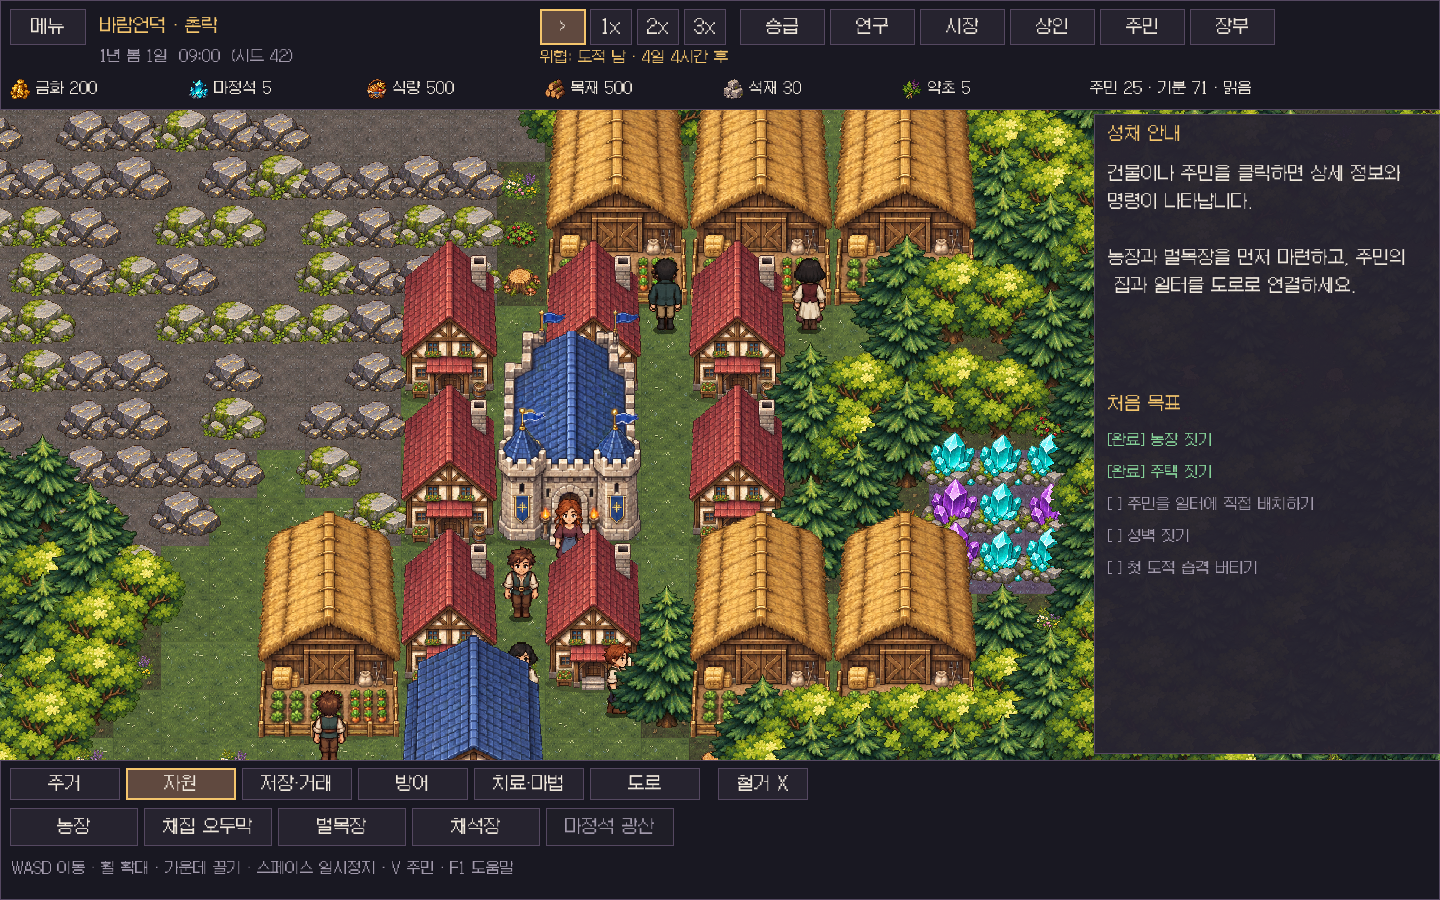 메뉴
바람언덕 · 촌락
> 1x 2x 3x 승급 연구 시장 상인 주민 장부
1년 봄 1일 09:00 (시드 42)
위협: 도적 남 · 4일 4시간 후
금화 200 마정석 5 식량 500 목재 500 석재 30 약초 5 주민 25 · 기분 71 · 맑음
성채 안내
건물이나 주민을 클릭하면 상세 정보와
명령이 나타납니다.
농장과 벌목장을 먼저 마련하고, 주민의
집과 일터를 도로로 연결하세요.
처음 목표
[완료] 농장 짓기
[완료] 주택 짓기
[ ] 주민을 일터에 직접 배치하기
[ ] 성벽 짓기
[ ] 첫 도적 습격 버티기
주거 자원 저장·거래 방어 치료·마법 도로 철거 X
농장 채집 오두막 벌목장 채석장 마정석 광산
WASD 이동 · 휠 확대 · 가운데 끌기 · 스페이스 일시정지 · V 주민 · F1 도움말